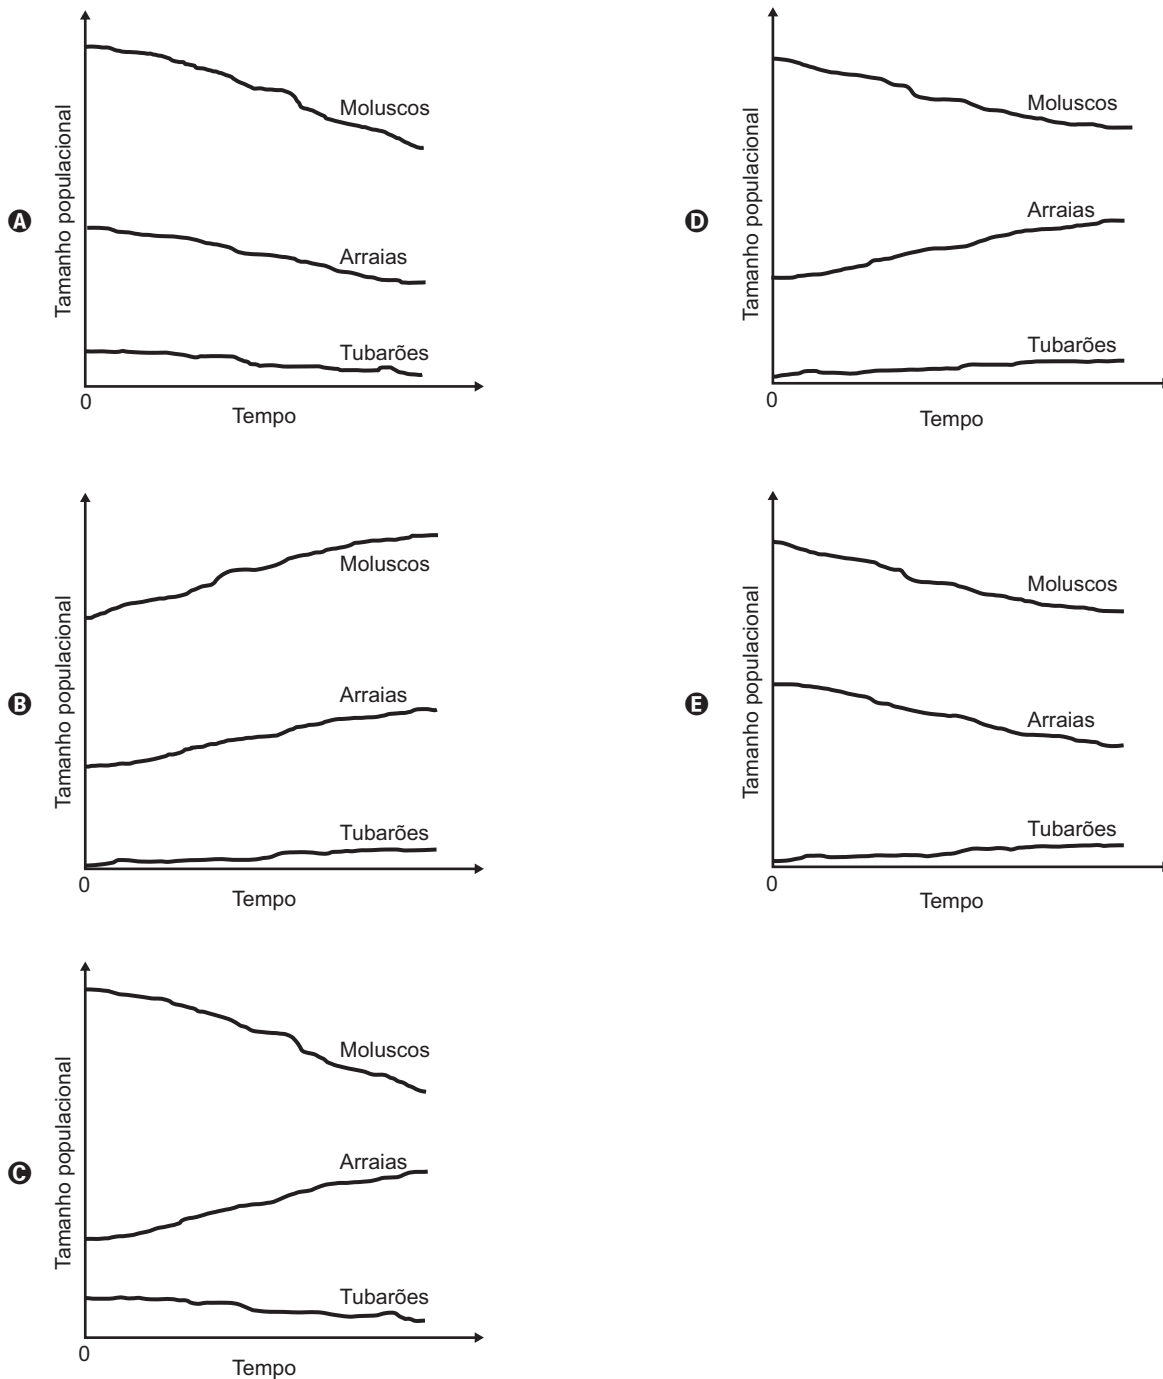 A
Tamanho populacional
Moluscos
Arraias
Tubarões
0
Tempo
B
Tamanho populacional
Moluscos
Arraias
Tubarões
0
Tempo
C
Tamanho populacional
Moluscos
Arraias
Tubarões
0
Tempo
D
Tamanho populacional
Moluscos
Arraias
Tubarões
0
Tempo
E
Tamanho populacional
Moluscos
Arraias
Tubarões
0
Tempo